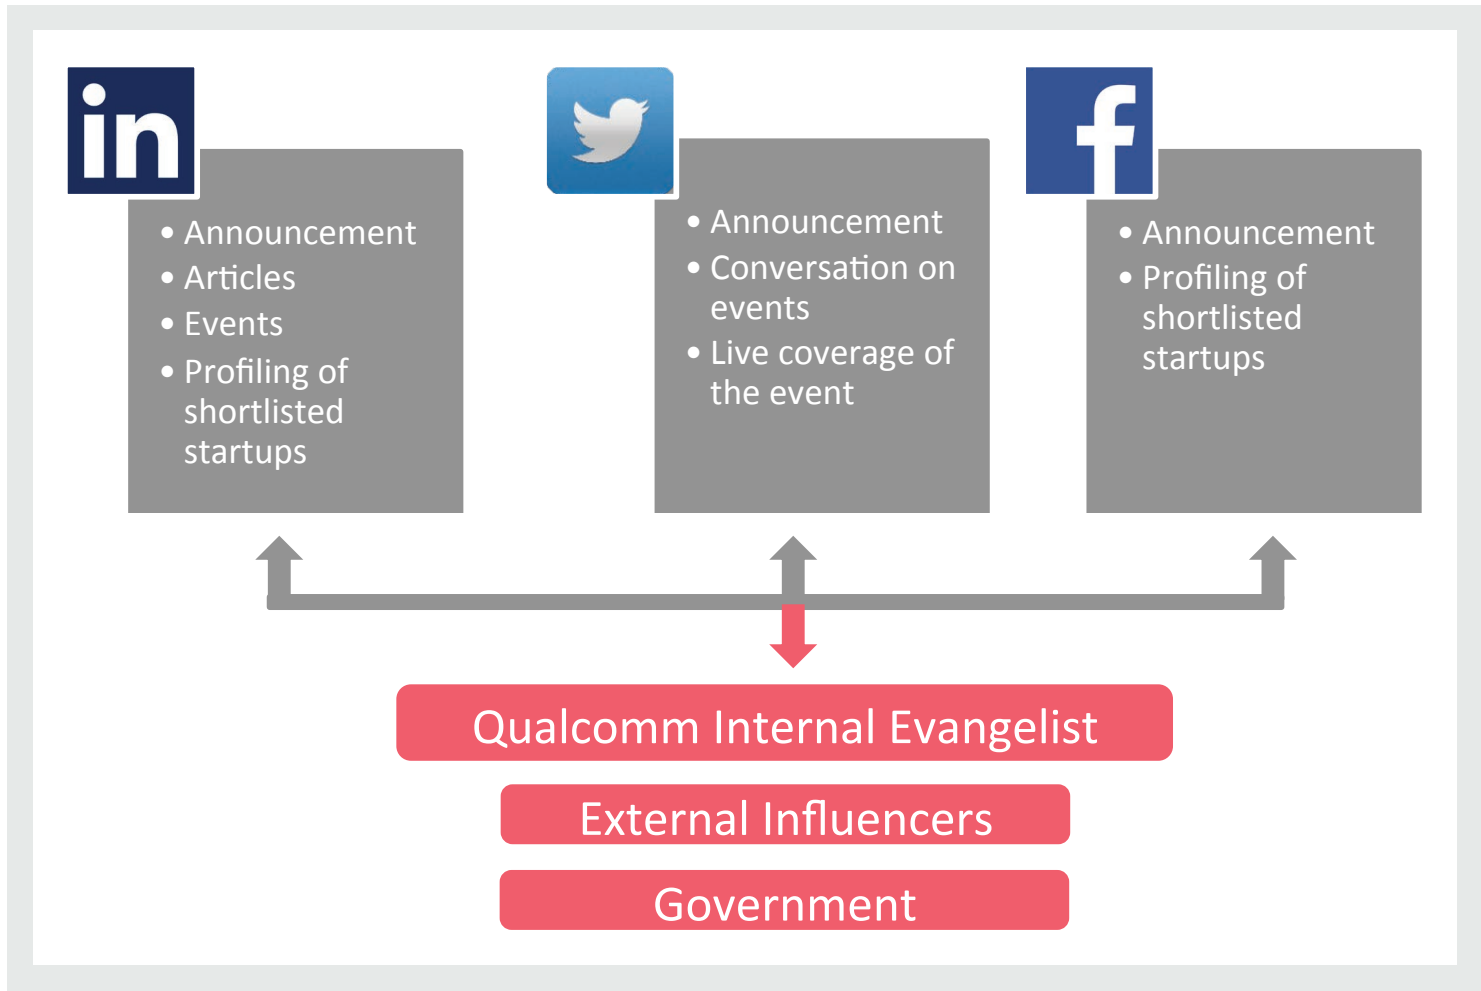 in
• Announcement
• Articles
• Events
• Profiling of
shortlisted
startups
• Announcement
• Conversation on
events
• Live coverage of
the event
f
• Announcement
• Profiling of
shortlisted
startups
Qualcomm Internal Evangelist
External Influencers
Government